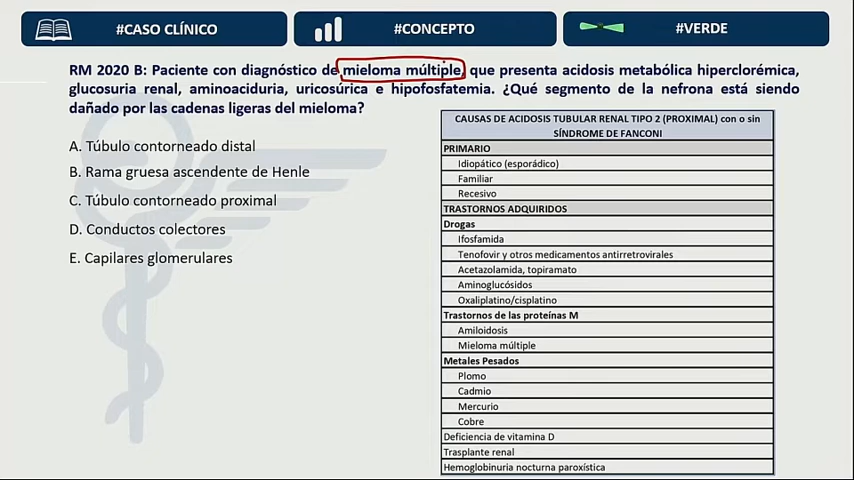 #CASO CLÍNICO
#CONCEPTO
#VERDE
RM 2020 B: Paciente con diagnóstico de mieloma múltiple, que presenta acidosis metabólica hiperclorémica,
glucosuria renal, aminoaciduria, uricosúrica e hipofosfatemia. ¿Qué segmento de la nefrona está siendo
dañado por las cadenas ligeras del mieloma?
A. Túbulo contorneado distal
B. Rama gruesa ascendente de Henle
C. Túbulo contorneado proximal
D. Conductos colectores
E. Capilares glomerulares
CAUSAS DE ACIDOSIS TUBULAR RENAL TIPO 2 (PROXIMAL) con o sin
SÍNDROME DE FANCONI
PRIMARIO
Idiopático (esporádico)
Familiar
Recesivo
TRASTORNOS ADQUIRIDOS
Drogas
Ifosfamida
Tenofovir y otros medicamentos antirretrovirales
Acetazolamida, topiramato
Aminoglucósidos
Oxaliplatino/cisplatino
Trastornos de las proteínas M
Amiloidosis
Mieloma múltiple
Metales Pesados
Plomo
Cadmio
Mercurio
Cobre
Deficiencia de vitamina D
Trasplante renal
Hemoglobinuria nocturna paroxística